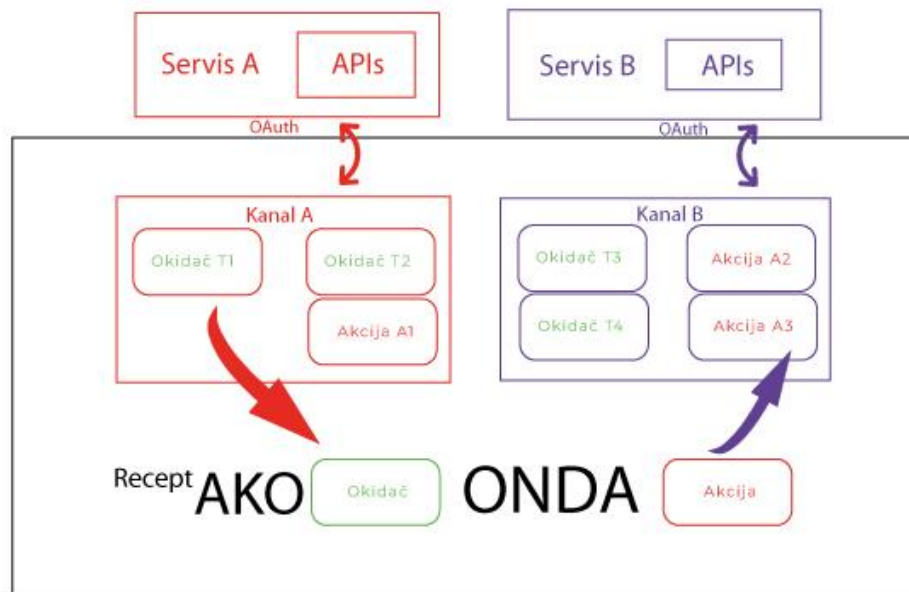 Servis A
APIs
Servis B
APIs
OAuth
OAuth
Kanal A
Okidač T1
Okidač T2
Akcija A1
Kanal B
Okidač T3
Akcija A2
Okidač T4
Akcija A3
Recept AKO Okidač ONDA Akcija